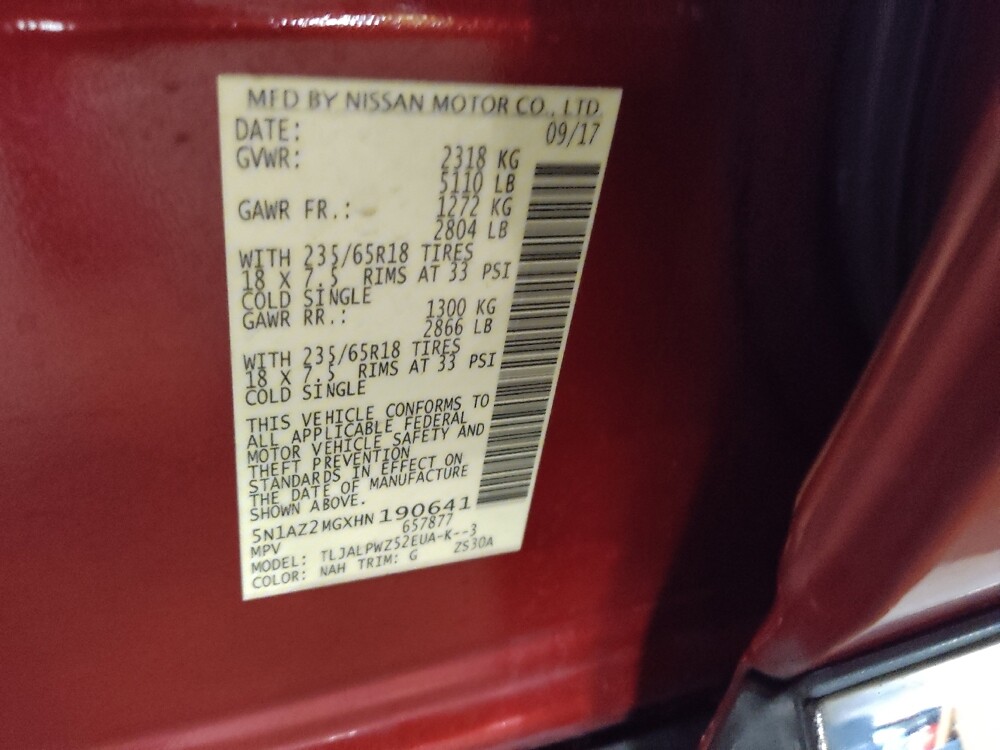 MFD BY NISSAN MOTOR CO., LTD.
DATE: 09/17
GVWR: 2318 KG
5110 LB
GAWR FR.: 1272 KG
2804 LB
WITH 235/65R18 TIRES
18 X 7.5 RIMS AT 33 PSI
COLD SINGLE
GAWR RR.: 1300 KG
2866 LB
WITH 235/65R18 TIRES
18 X 7.5 RIMS AT 33 PSI
COLD SINGLE
THIS VEHICLE CONFORMS TO
ALL APPLICABLE FEDERAL
MOTOR VEHICLE SAFETY AND
THEFT PREVENTION
STANDARDS IN EFFECT ON
THE DATE OF MANUFACTURE
SHOWN ABOVE.
5N1AZ2MGXHN190641
MPV 657877
MODEL: TLJALPWZ52EUA-K--3
COLOR: NAH TRIM: G ZS30A